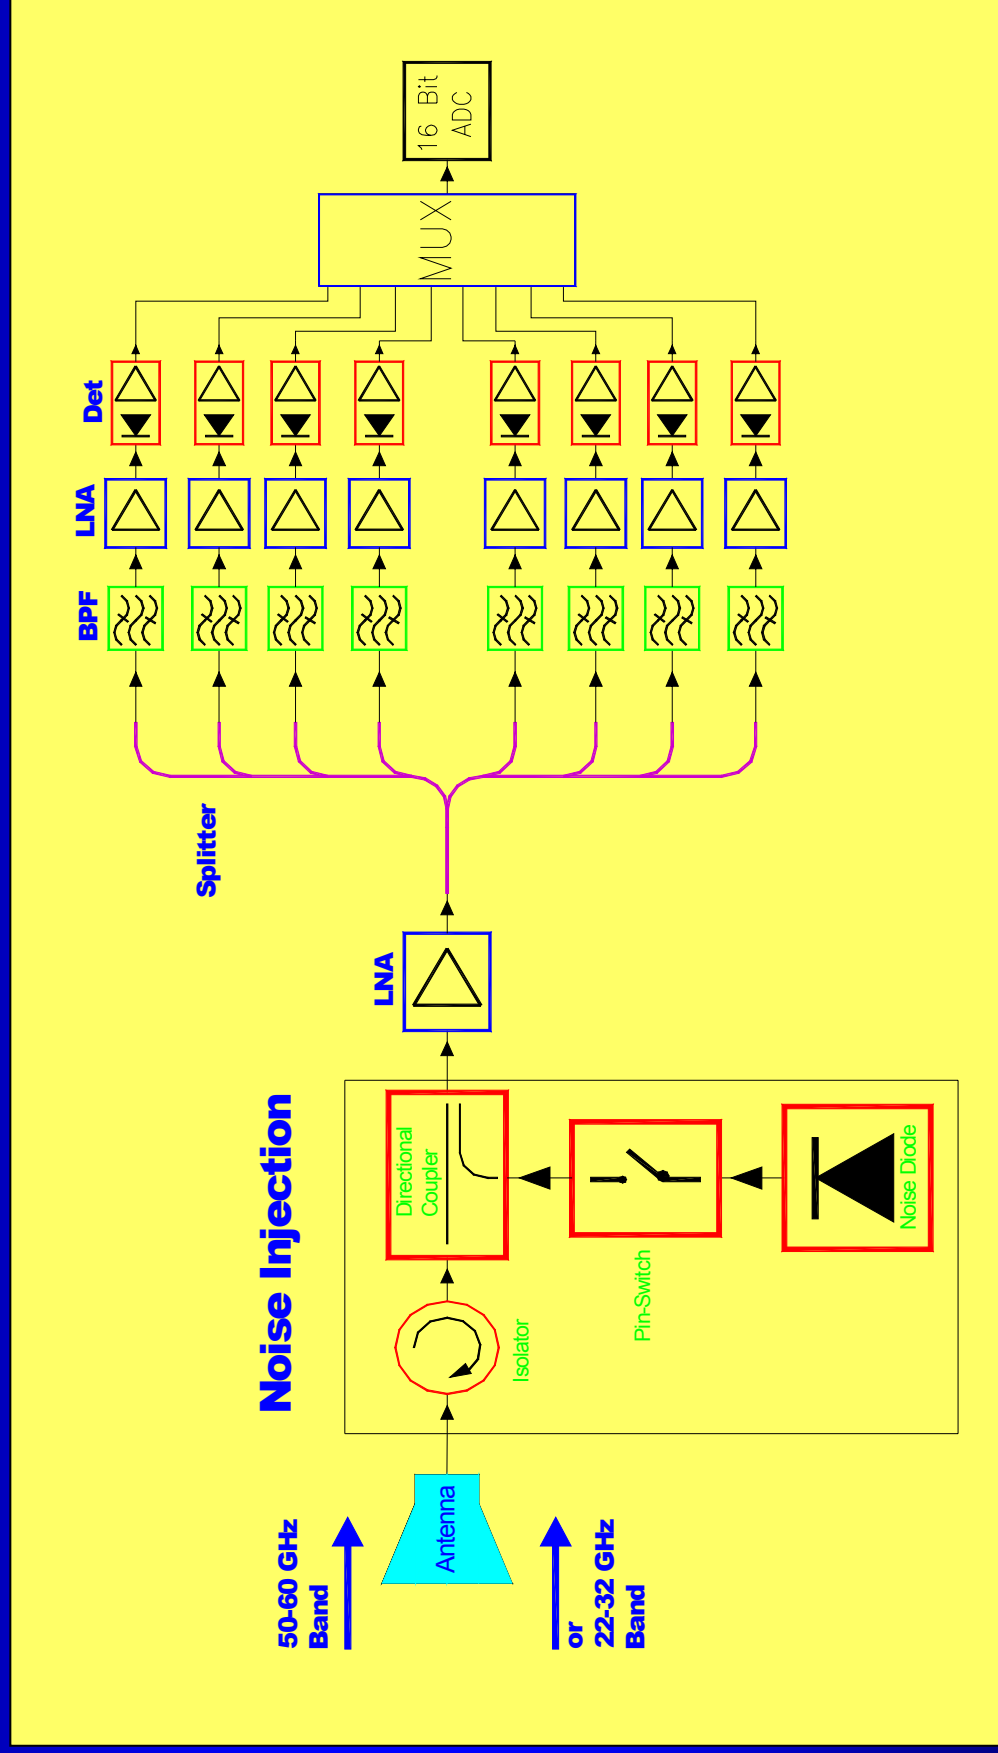 Noise Injection
50-60 GHz
Band
or
22-32 GHz
Band
Antenna
Isolator
Directional
Coupler
Pin-Switch
Noise Diode
LNA
Splitter
BPF
LNA
Det
MUX
16 Bit
ADC